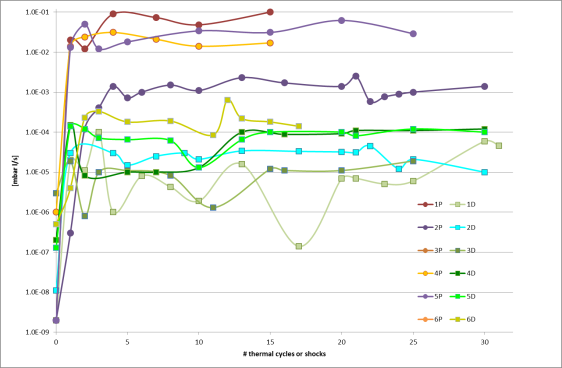 1.0E-01
1.0E-02
1.0E-03
1.0E-04
1.0E-05
1.0E-06
1.0E-07
1.0E-08
1.0E-09
[mbar l/s]
0 5 10 15 20 25 30
# thermal cycles or shocks
1P 1D
2P 2D
3P 3D
4P 4D
5P 5D
6P 6D